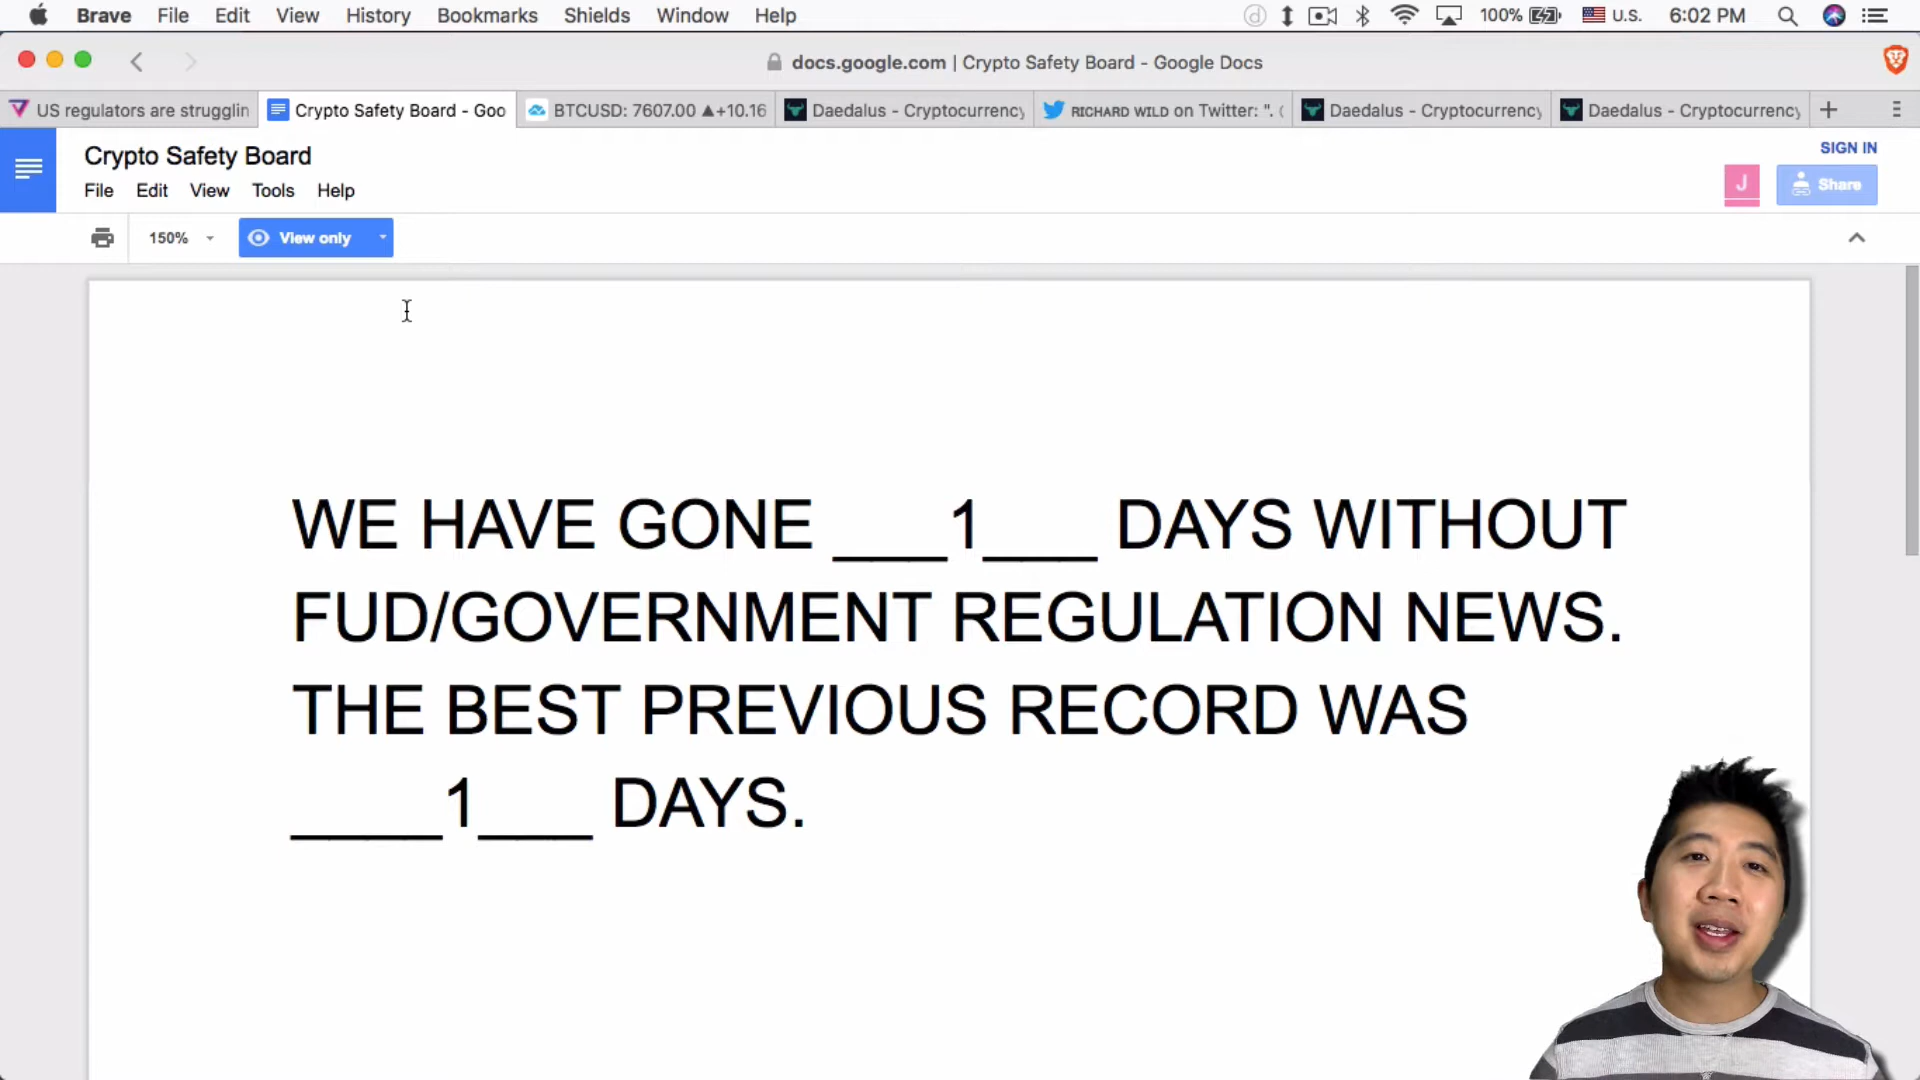 Brave File Edit View History Bookmarks Shields Window Help 100% U.S. 6:02 PM
docs.google.com | Crypto Safety Board - Google Docs
US regulators are strugglin Crypto Safety Board - Goo BTCUSD: 7607.00 ▲+10.16 Daedalus - Cryptocurrency RICHARD WILD on Twitter: ". ( Daedalus - Cryptocurrency Daedalus - Cryptocurrency
Crypto Safety Board SIGN IN
File Edit View Tools Help J Share
150% View only
WE HAVE GONE ___1___ DAYS WITHOUT
FUD/GOVERNMENT REGULATION NEWS.
THE BEST PREVIOUS RECORD WAS
____1___ DAYS.